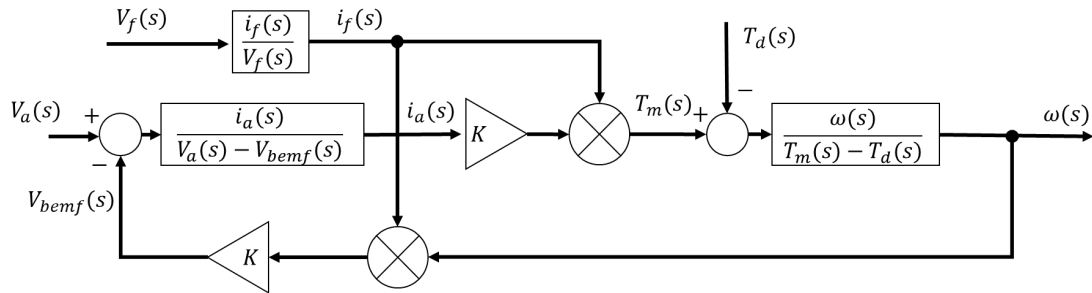 V_f(s)
i_f(s)
V_f(s)
i_f(s)
T_d(s)
−
V_a(s)
+
−
i_a(s)
V_a(s) − V_bemf(s)
i_a(s)
K
T_m(s)
+
ω(s)
T_m(s) − T_d(s)
ω(s)
V_bemf(s)
K